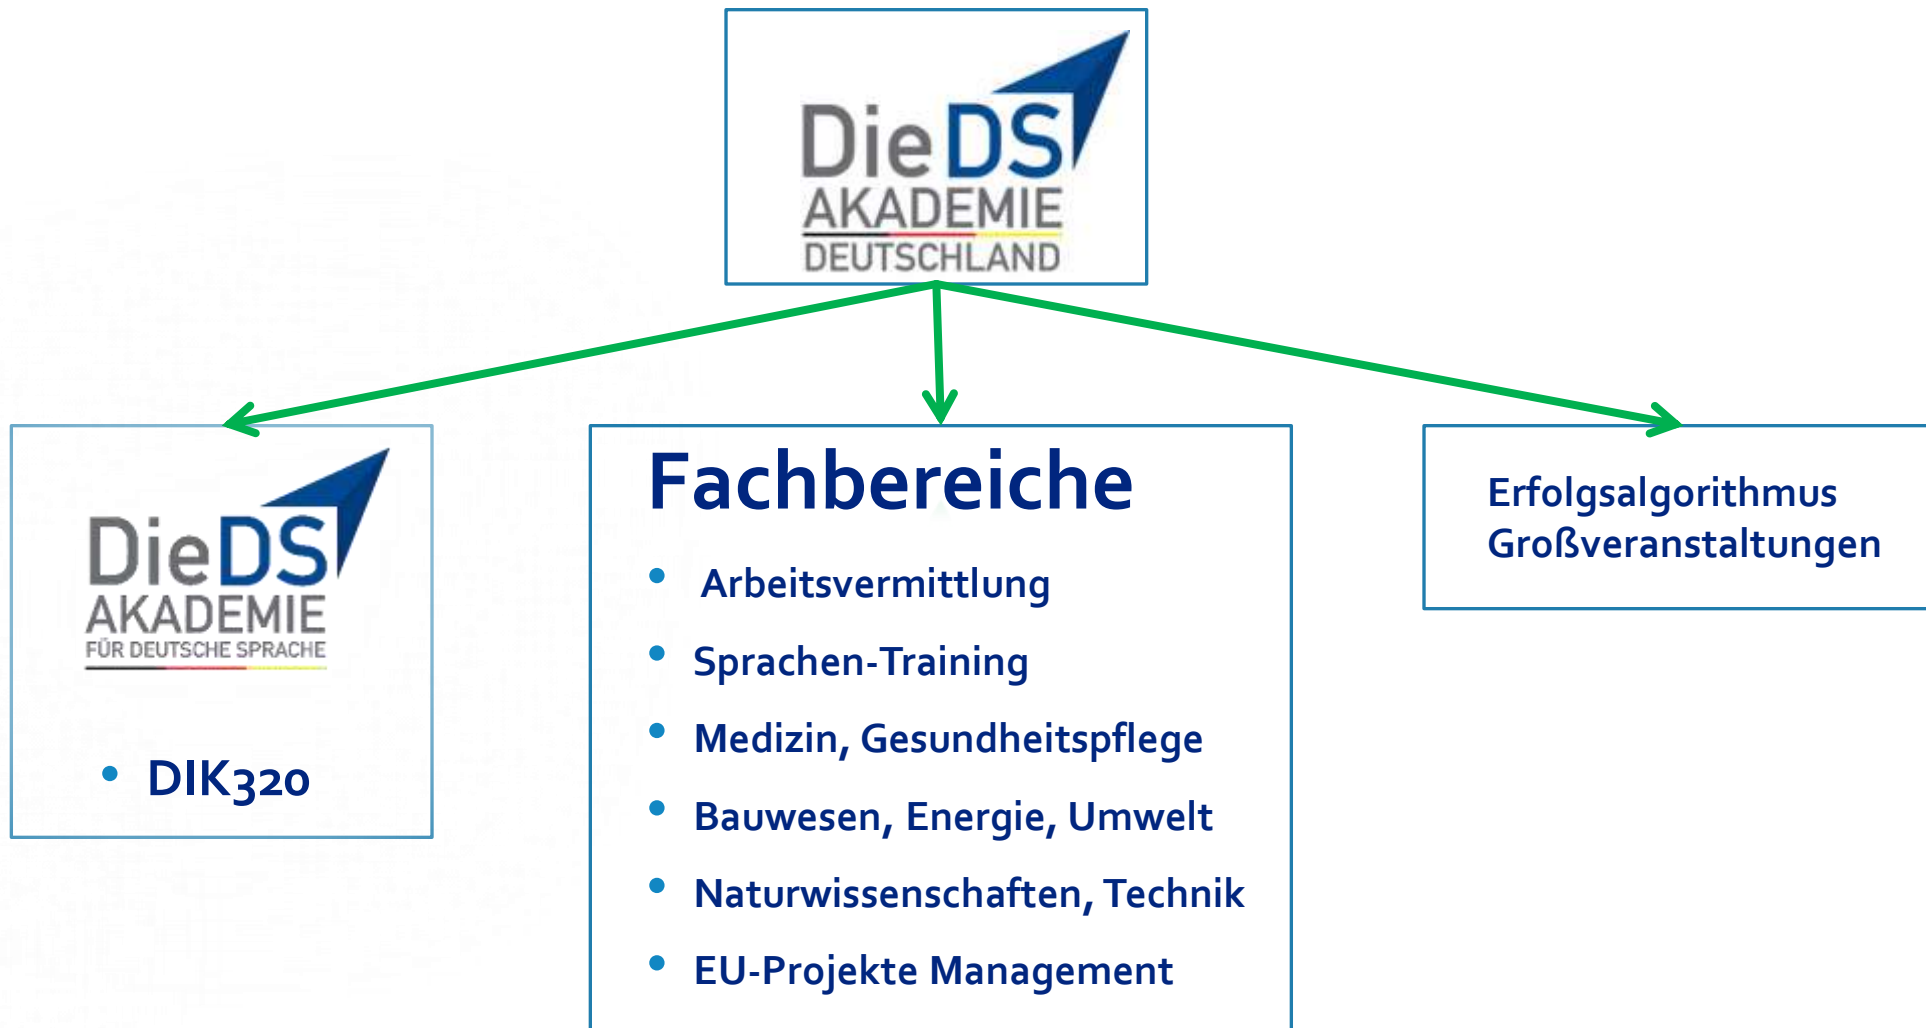 DieDS
AKADEMIE
DEUTSCHLAND
DieDS
AKADEMIE
FÜR DEUTSCHE SPRACHE
• DIK320
Fachbereiche
• Arbeitsvermittlung
• Sprachen-Training
• Medizin, Gesundheitspflege
• Bauwesen, Energie, Umwelt
• Naturwissenschaften, Technik
• EU-Projekte Management
Erfolgsalgorithmus
Großveranstaltungen